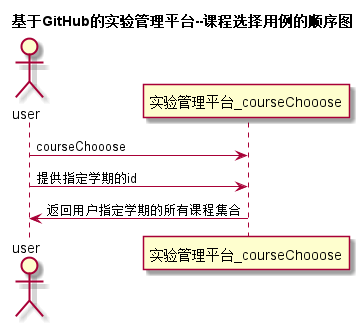 基于GitHub的实验管理平台--课程选择用例的顺序图
user
实验管理平台_courseChooose
courseChooose
提供指定学期的id
返回用户指定学期的所有课程集合
user
实验管理平台_courseChooose